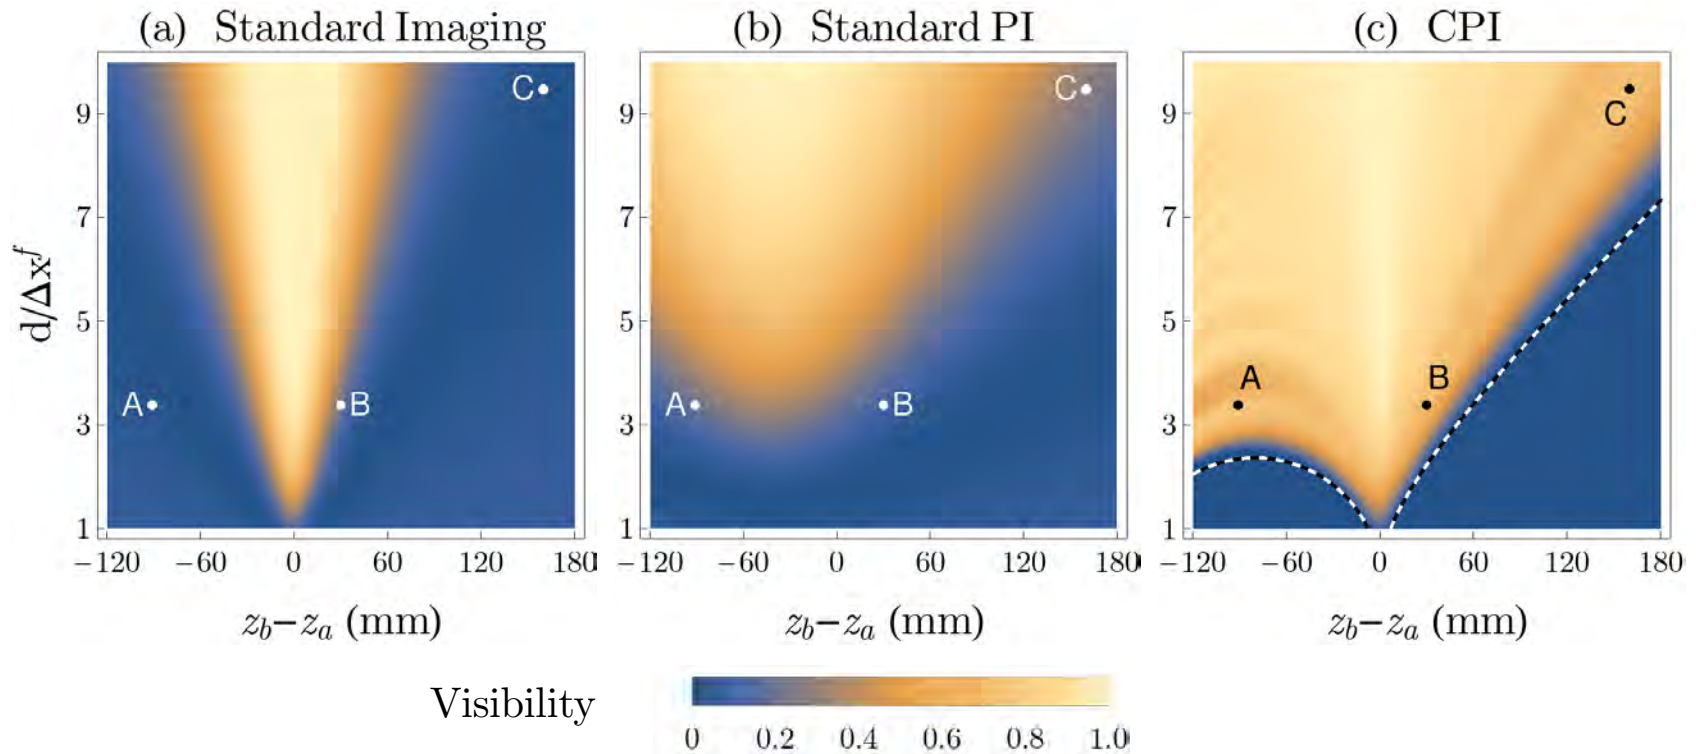 (a) Standard Imaging
(b) Standard PI
(c) CPI
d/Δx^f
9
7
5
3
1
A
B
C
−120 −60 0 60 120 180
z_b−z_a (mm)
9
7
5
3
1
A
B
C
−120 −60 0 60 120 180
z_b−z_a (mm)
9
7
5
3
1
A
B
C
−120 −60 0 60 120 180
z_b−z_a (mm)
Visibility
0 0.2 0.4 0.6 0.8 1.0